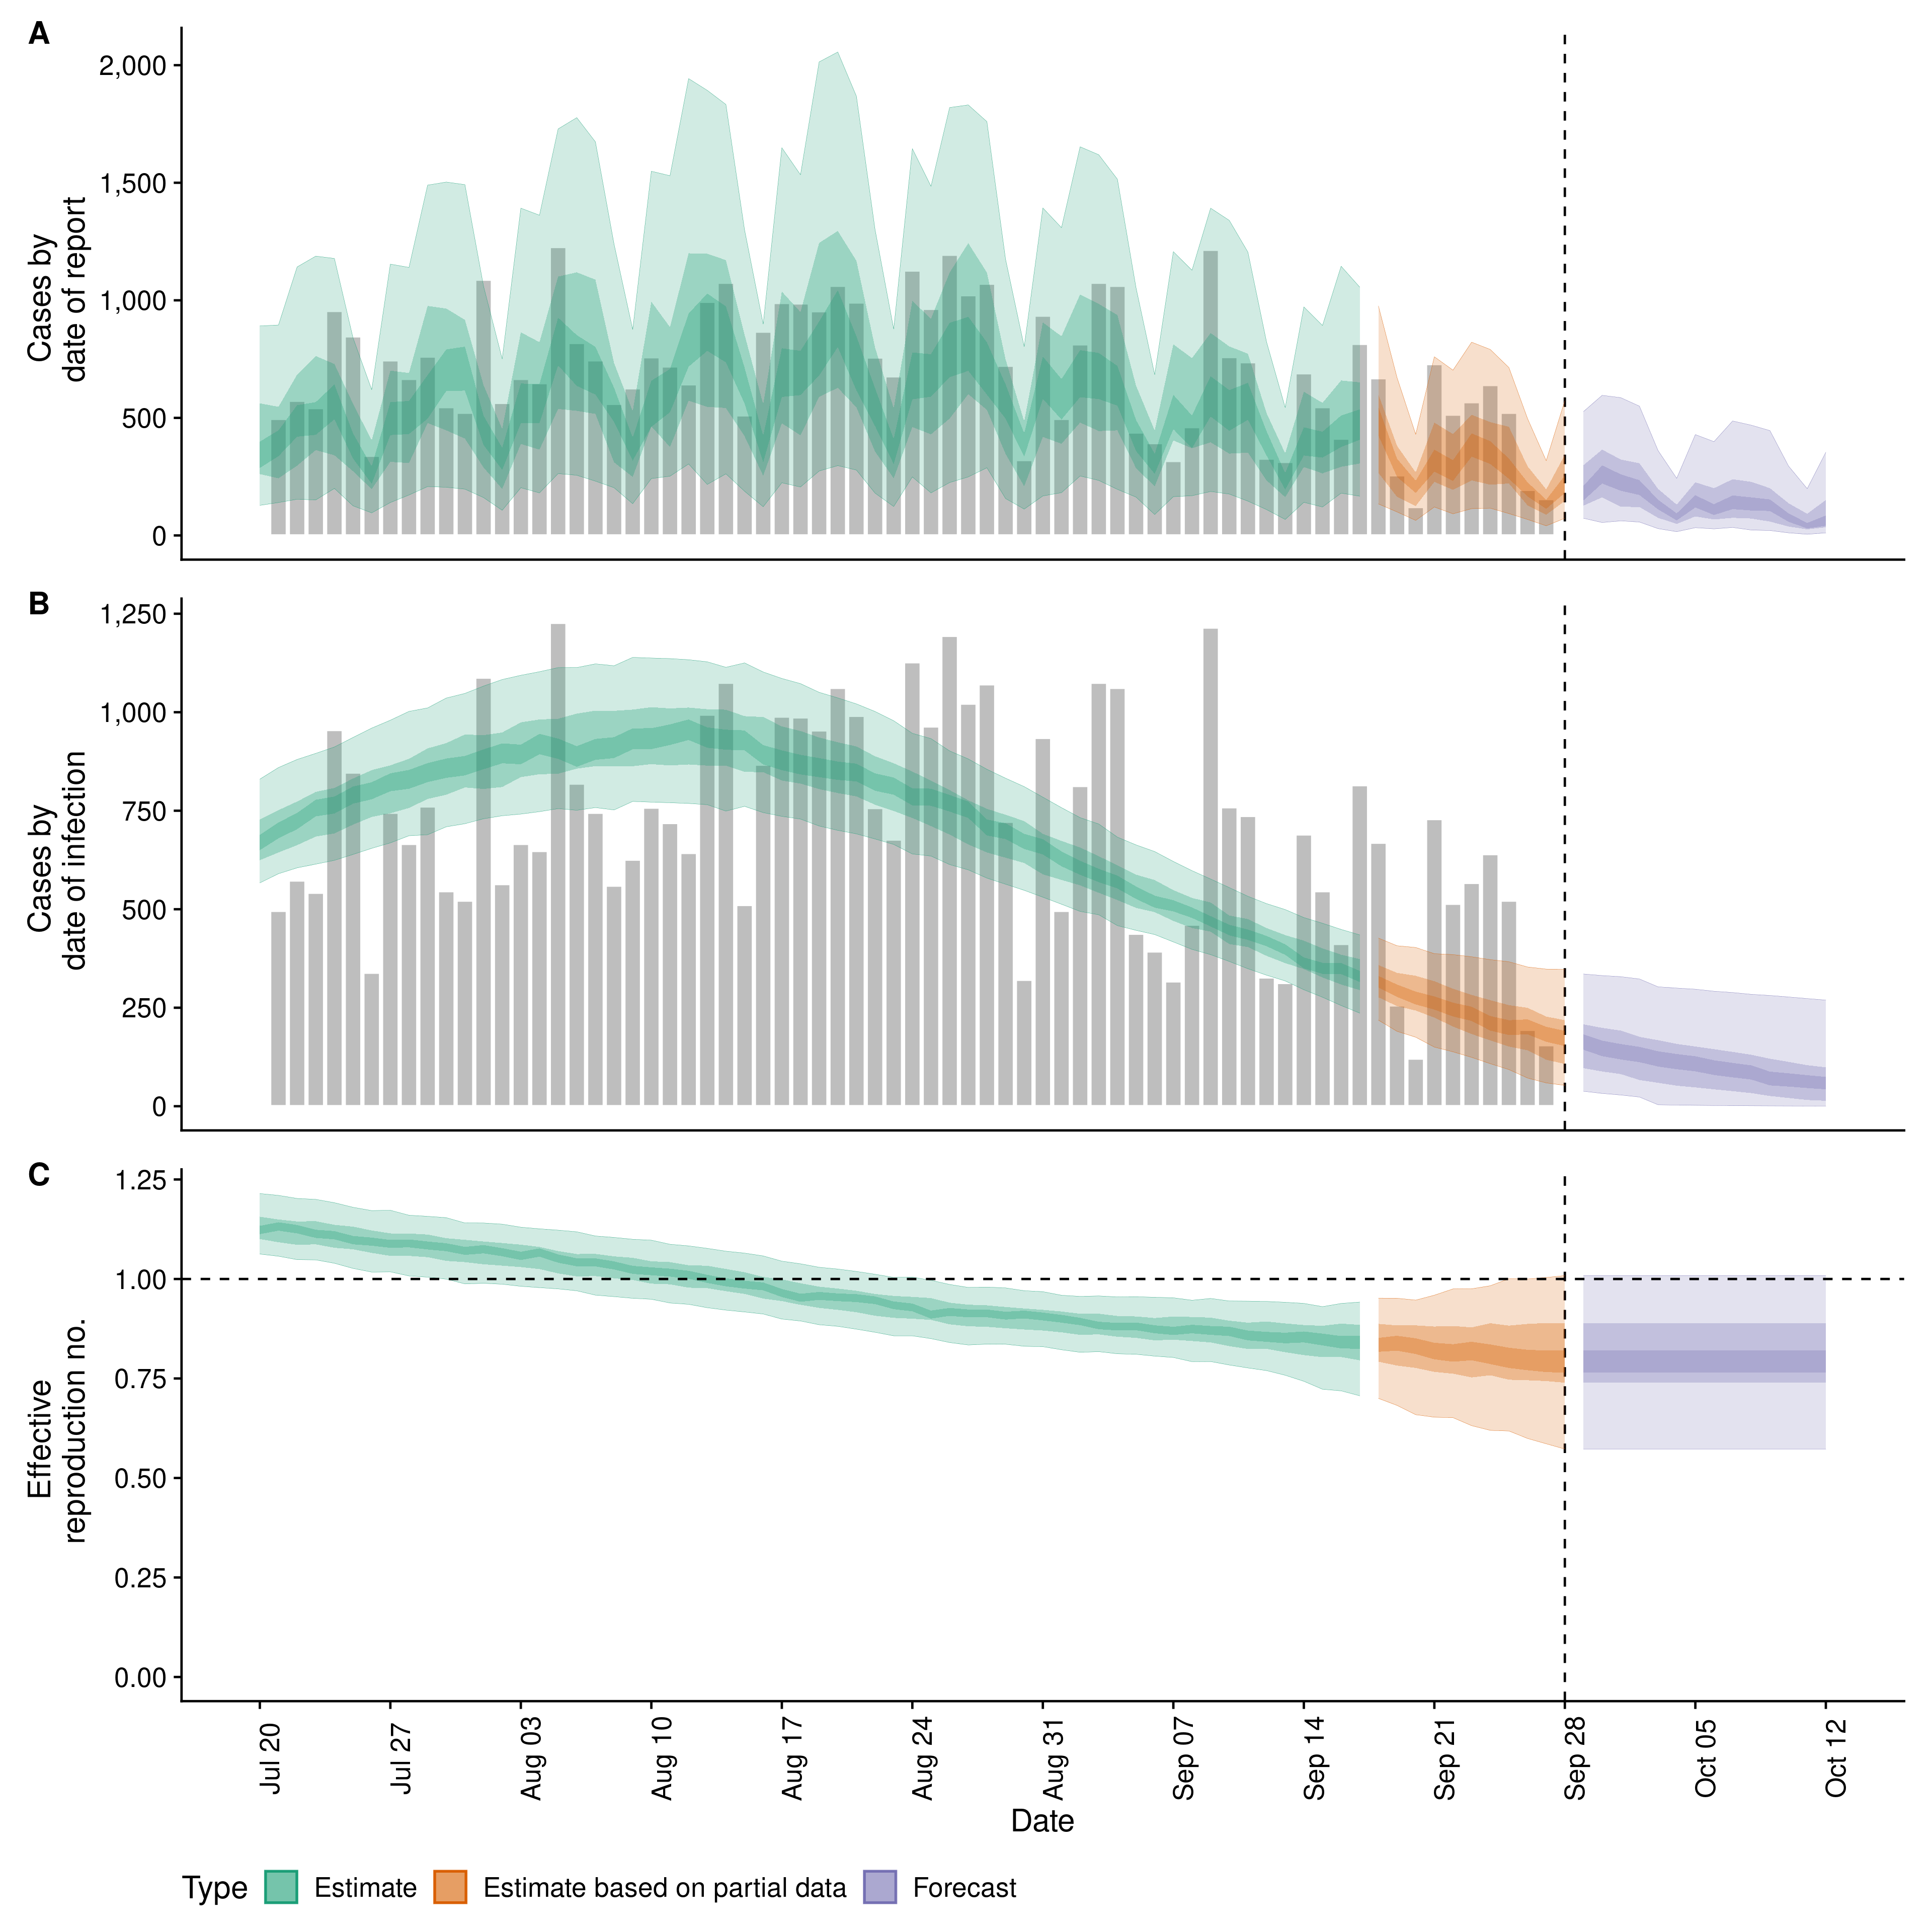 A
Cases by
date of report
2,000
1,500
1,000
500
0
B
Cases by
date of infection
1,250
1,000
750
500
250
0
C
Effective
reproduction no.
1.25
1.00
0.75
0.50
0.25
0.00
Jul 20
Jul 27
Aug 03
Aug 10
Aug 17
Aug 24
Aug 31
Sep 07
Sep 14
Sep 21
Sep 28
Oct 05
Oct 12
Date
Type Estimate Estimate based on partial data Forecast